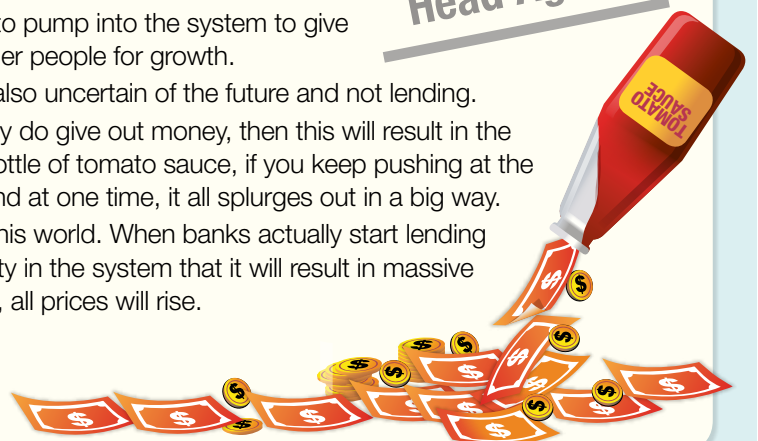 Head
to pump into the system to give
er people for growth.
also uncertain of the future and not lending.
y do give out money, then this will result in the
ottle of tomato sauce, if you keep pushing at the
nd at one time, it all splurges out in a big way.
his world. When banks actually start lending
ty in the system that it will result in massive
, all prices will rise.
TOMATO
SAUCE